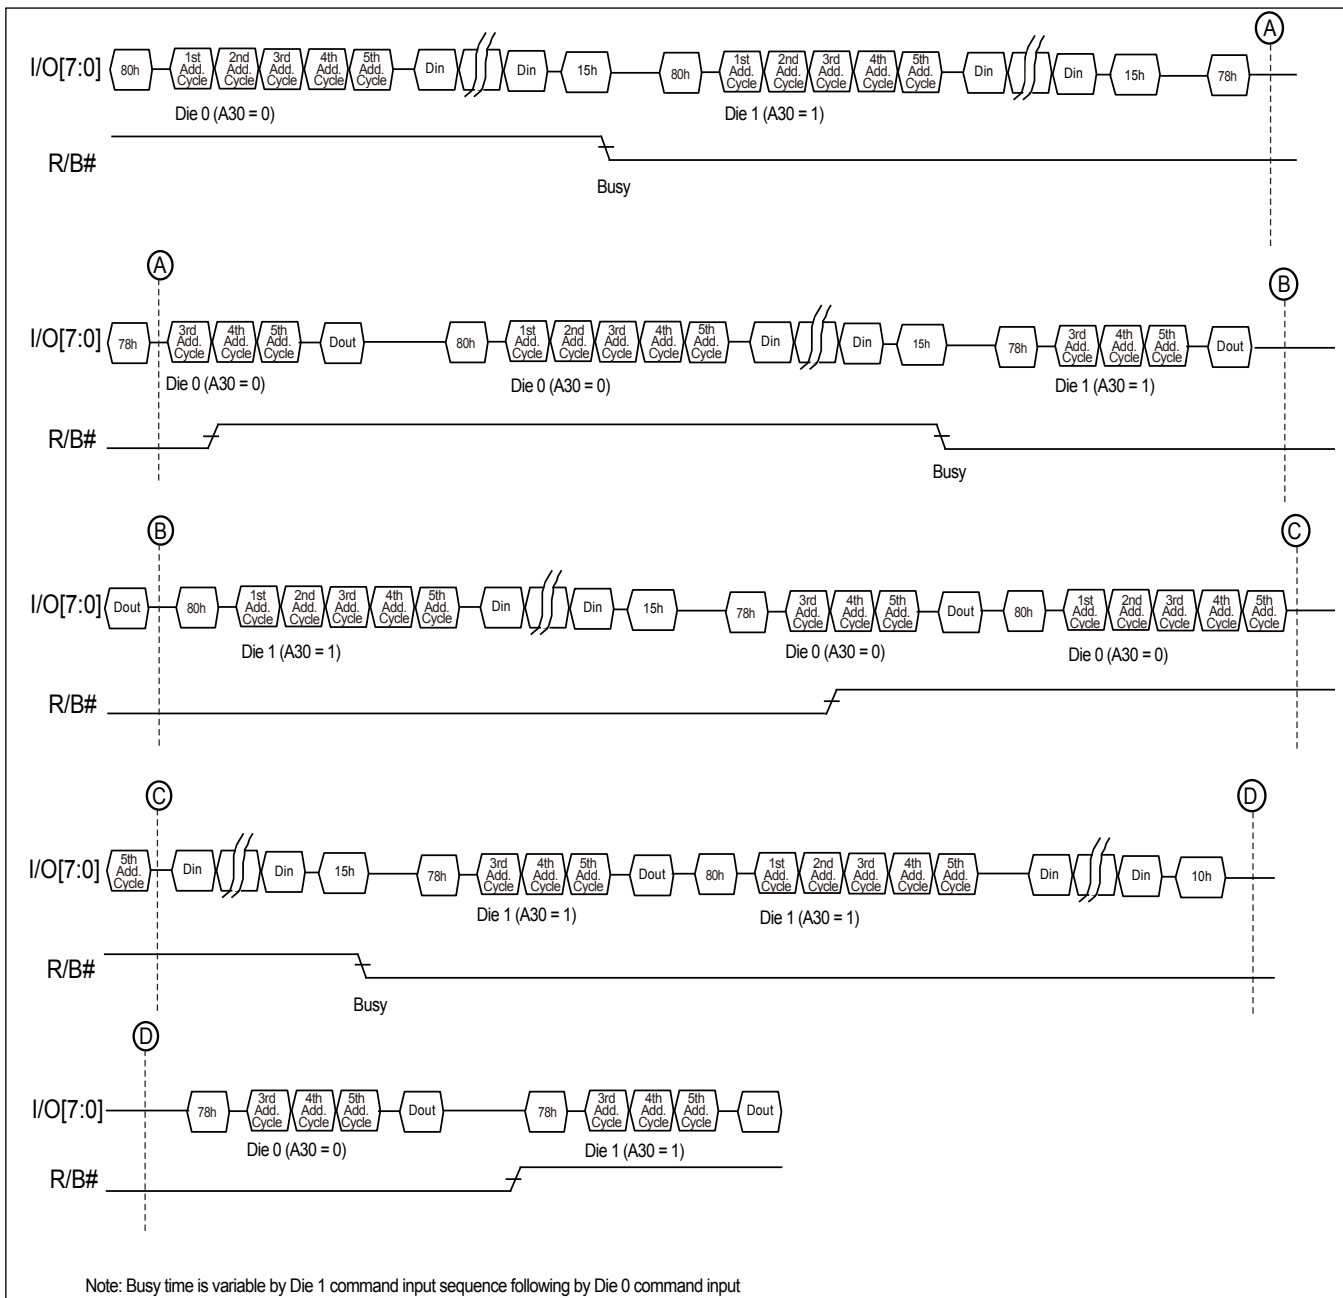 A
I/O[7:0] 80h 1st Add. Cycle 2nd Add. Cycle 3rd Add. Cycle 4th Add. Cycle 5th Add. Cycle Din Din 15h 80h 1st Add. Cycle 2nd Add. Cycle 3rd Add. Cycle 4th Add. Cycle 5th Add. Cycle Din Din 15h 78h
Die 0 (A30 = 0) Die 1 (A30 = 1)
R/B#
Busy
A B
I/O[7:0] 78h 3rd Add. Cycle 4th Add. Cycle 5th Add. Cycle Dout 80h 1st Add. Cycle 2nd Add. Cycle 3rd Add. Cycle 4th Add. Cycle 5th Add. Cycle Din Din 15h 78h 3rd Add. Cycle 4th Add. Cycle 5th Add. Cycle Dout
Die 0 (A30 = 0) Die 0 (A30 = 0) Die 1 (A30 = 1)
R/B#
Busy
B C
I/O[7:0] Dout 80h 1st Add. Cycle 2nd Add. Cycle 3rd Add. Cycle 4th Add. Cycle 5th Add. Cycle Din Din 15h 78h 3rd Add. Cycle 4th Add. Cycle 5th Add. Cycle Dout 80h 1st Add. Cycle 2nd Add. Cycle 3rd Add. Cycle 4th Add. Cycle 5th Add. Cycle
Die 1 (A30 = 1) Die 0 (A30 = 0) Die 0 (A30 = 0)
R/B#
C D
I/O[7:0] 5th Add. Cycle Din Din 15h 78h 3rd Add. Cycle 4th Add. Cycle 5th Add. Cycle Dout 80h 1st Add. Cycle 2nd Add. Cycle 3rd Add. Cycle 4th Add. Cycle 5th Add. Cycle Din Din 10h
Die 1 (A30 = 1) Die 1 (A30 = 1)
R/B#
Busy
D
I/O[7:0] 78h 3rd Add. Cycle 4th Add. Cycle 5th Add. Cycle Dout 78h 3rd Add. Cycle 4th Add. Cycle 5th Add. Cycle Dout
Die 0 (A30 = 0) Die 1 (A30 = 1)
R/B#
Note: Busy time is variable by Die 1 command input sequence following by Die 0 command input